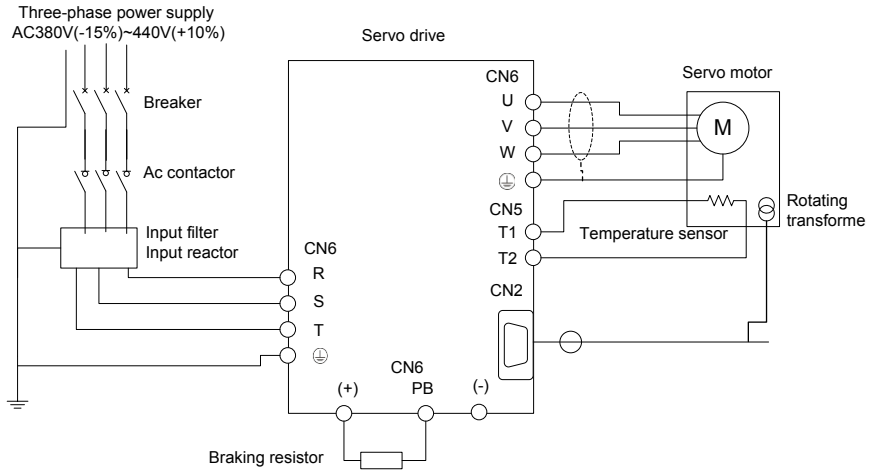 Three-phase power supply
AC380V(-15%)~440V(+10%)
Servo drive
Breaker
Ac contactor
Input filter
Input reactor
CN6
R
S
T
CN6
U
V
W
CN5
T1
T2
CN2
Servo motor
M
Rotating
transforme
Temperature sensor
CN6
(+)
PB
(-)
Braking resistor